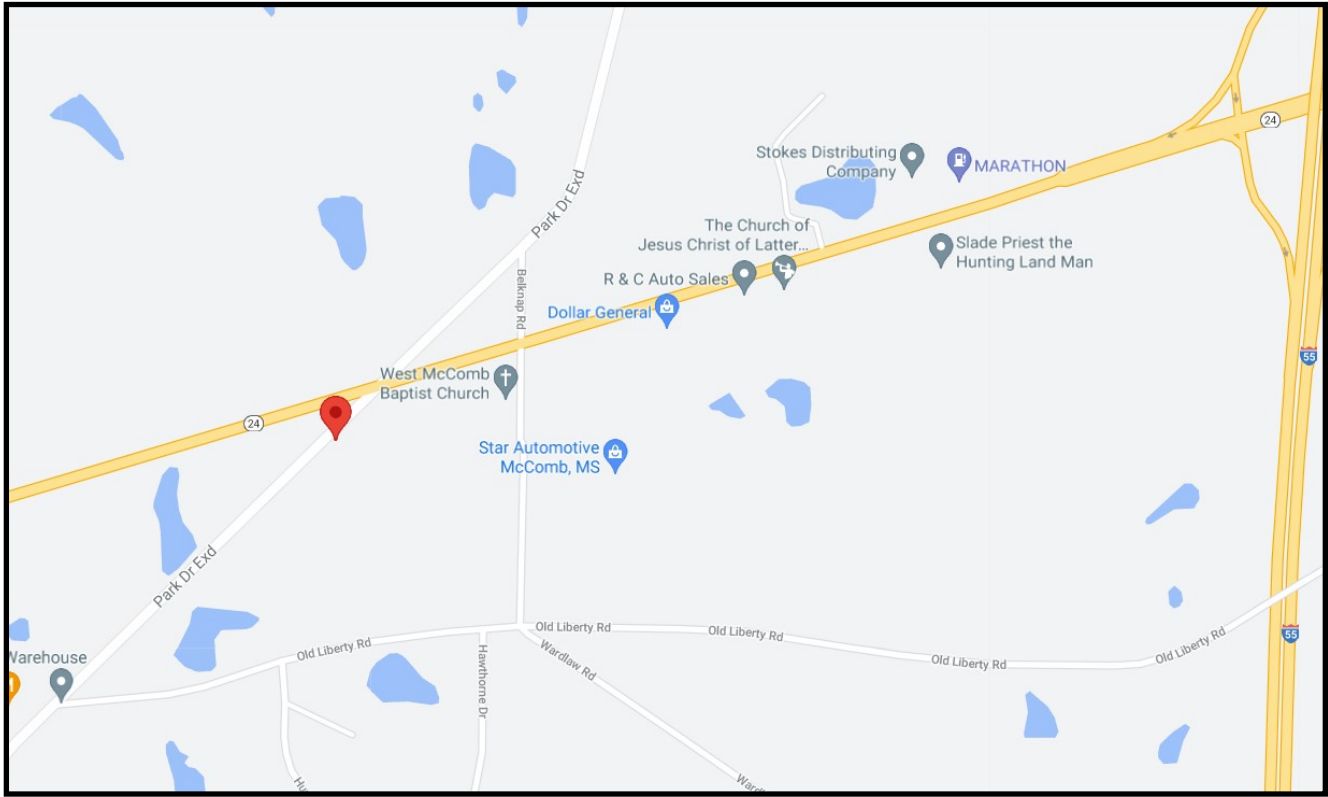 24
Stokes Distributing
Company
MARATHON
Park Dr Exd
The Church of
Jesus Christ of Latter...
Slade Priest the
Hunting Land Man
R & C Auto Sales
Belknap Rd
Dollar General
55
West McComb
Baptist Church
24
Star Automotive
McComb, MS
Park Dr Exd
Old Liberty Rd
Old Liberty Rd
55
Old Liberty Rd
Wardlaw Rd
Old Liberty Rd
Old Liberty Rd
Warehouse
Hawthorne Dr